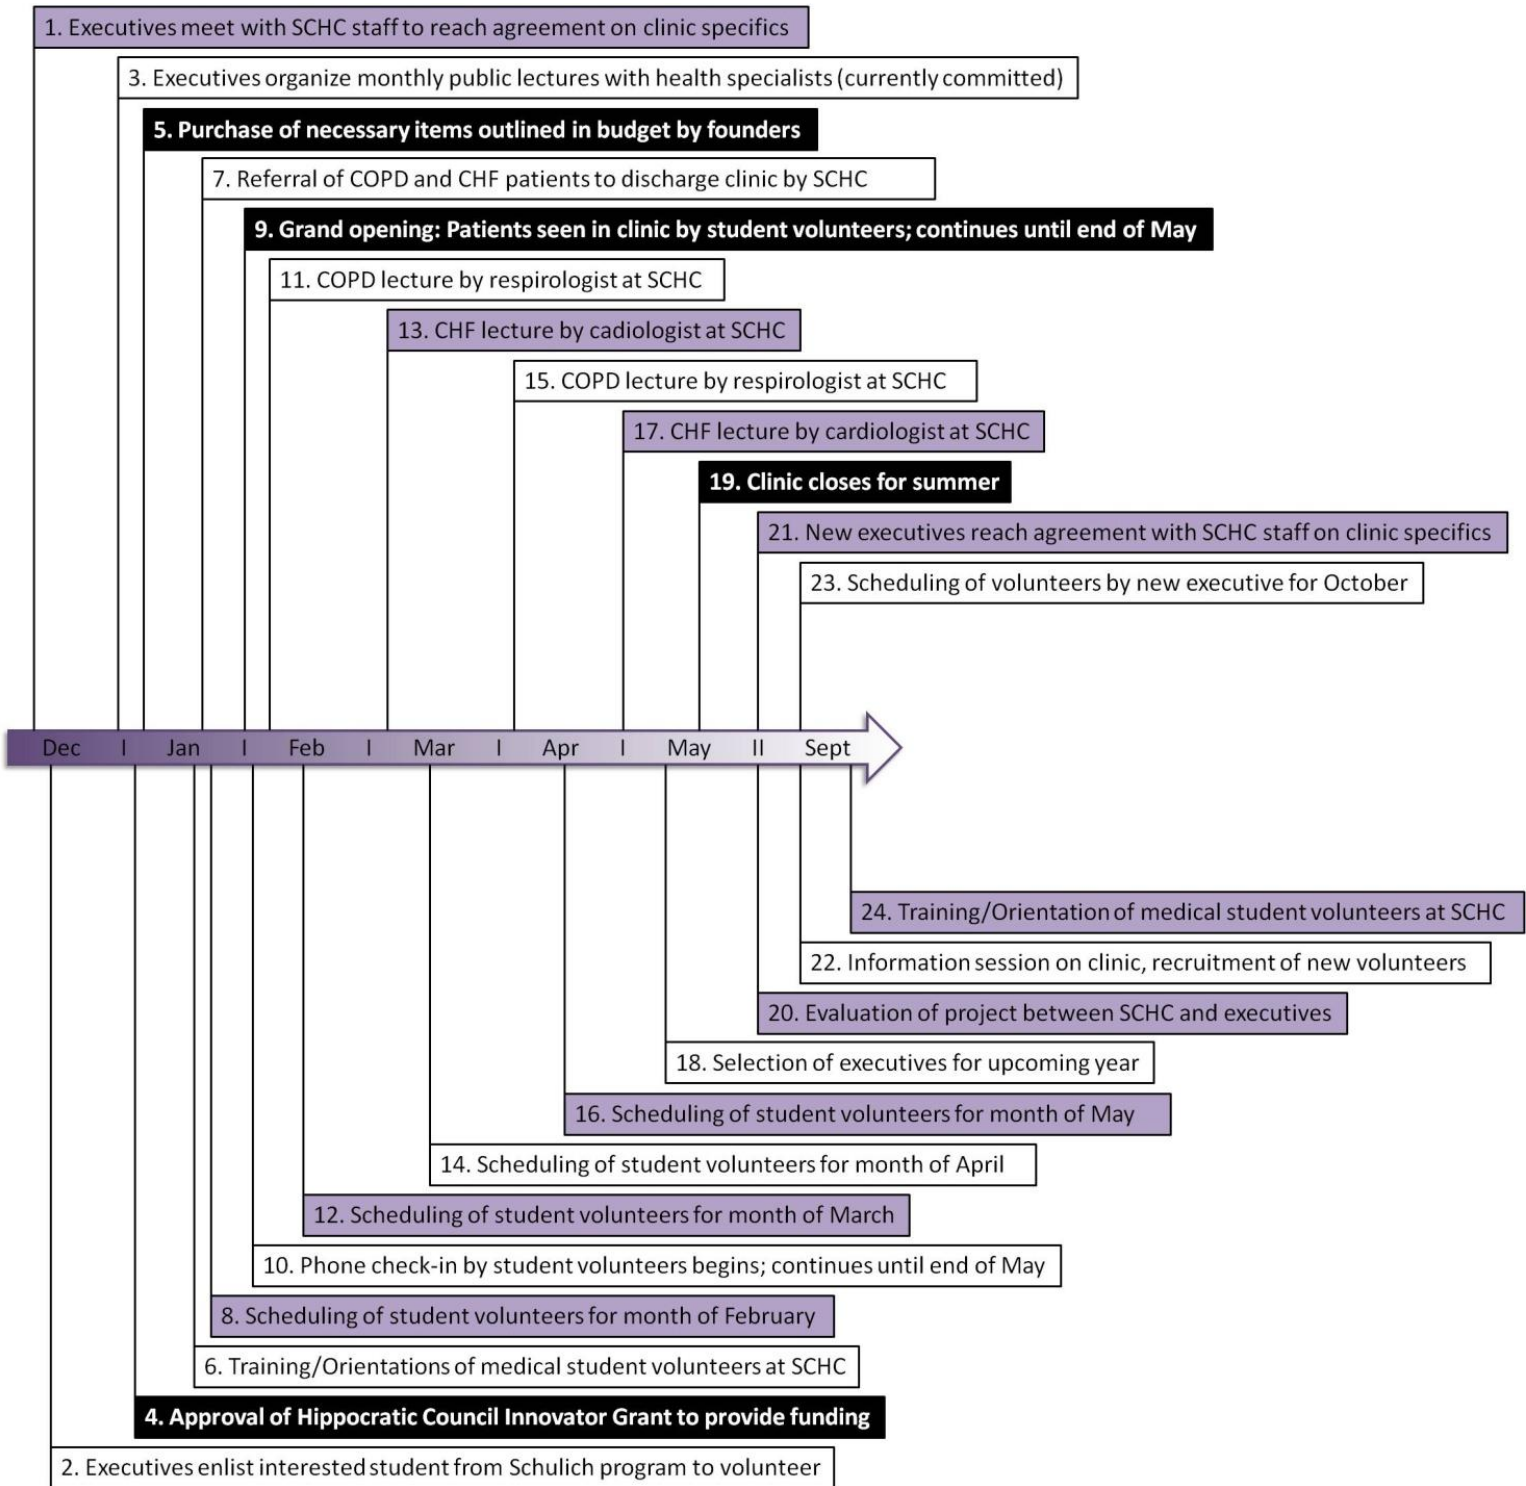 1. Executives meet with SCHC staff to reach agreement on clinic specifics
3. Executives organize monthly public lectures with health specialists (currently committed)
5. Purchase of necessary items outlined in budget by founders
7. Referral of COPD and CHF patients to discharge clinic by SCHC
9. Grand opening: Patients seen in clinic by student volunteers; continues until end of May
11. COPD lecture by respirologist at SCHC
13. CHF lecture by cadiologist at SCHC
15. COPD lecture by respirologist at SCHC
17. CHF lecture by cardiologist at SCHC
19. Clinic closes for summer
21. New executives reach agreement with SCHC staff on clinic specifics
23. Scheduling of volunteers by new executive for October
Dec I Jan I Feb I Mar I Apr I May II Sept
24. Training/Orientation of medical student volunteers at SCHC
22. Information session on clinic, recruitment of new volunteers
20. Evaluation of project between SCHC and executives
18. Selection of executives for upcoming year
16. Scheduling of student volunteers for month of May
14. Scheduling of student volunteers for month of April
12. Scheduling of student volunteers for month of March
10. Phone check-in by student volunteers begins; continues until end of May
8. Scheduling of student volunteers for month of February
6. Training/Orientations of medical student volunteers at SCHC
4. Approval of Hippocratic Council Innovator Grant to provide funding
2. Executives enlist interested student from Schulich program to volunteer